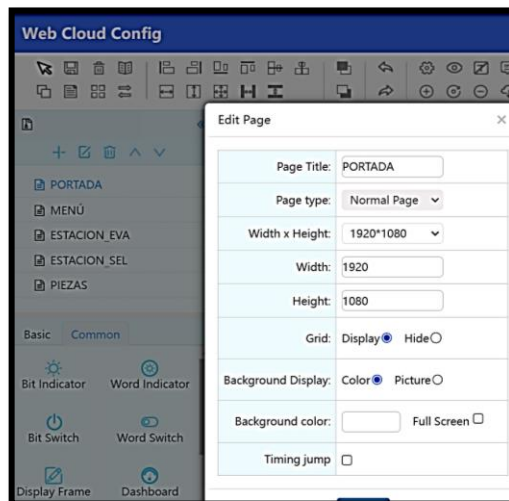 Web Cloud Config
Edit Page
PORTADA
MENÚ
ESTACION_EVA
ESTACION_SEL
PIEZAS
Basic Common
Bit Indicator Word Indicator
Bit Switch Word Switch
Display Frame Dashboard
Page Title: PORTADA
Page type: Normal Page
Width x Height: 1920*1080
Width: 1920
Height: 1080
Grid: Display Hide
Background Display: Color Picture
Background color: Full Screen
Timing jump